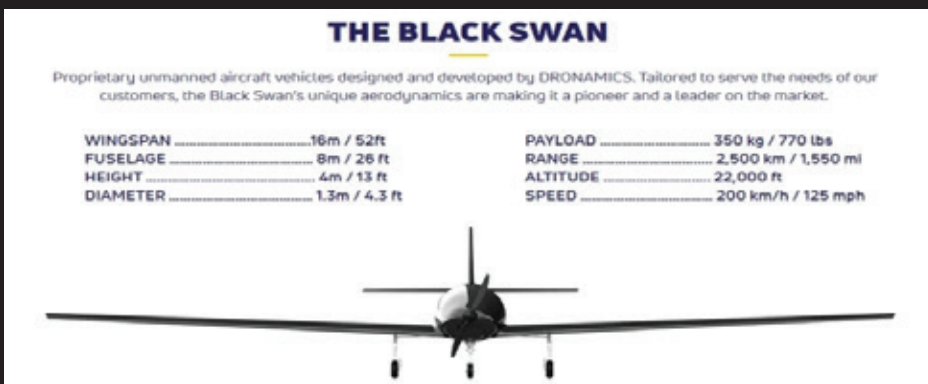 THE BLACK SWAN
Proprietary unmanned aircraft vehicles designed and developed by DRONAMICS. Tailored to serve the needs of our
customers, the Black Swan's unique aerodynamics are making it a pioneer and a leader on the market.
WINGSPAN ........................................16m / 52ft
FUSELAGE ........................................ 8m / 26 ft
HEIGHT ........................................ 4m / 13 ft
DIAMETER ........................................ 1.3m / 4.3 ft
PAYLOAD ........................................ 350 kg / 770 lbs
RANGE ........................................ 2,500 km / 1,550 mi
ALTITUDE ........................................ 22,000 ft
SPEED ........................................ 200 km/h / 125 mph